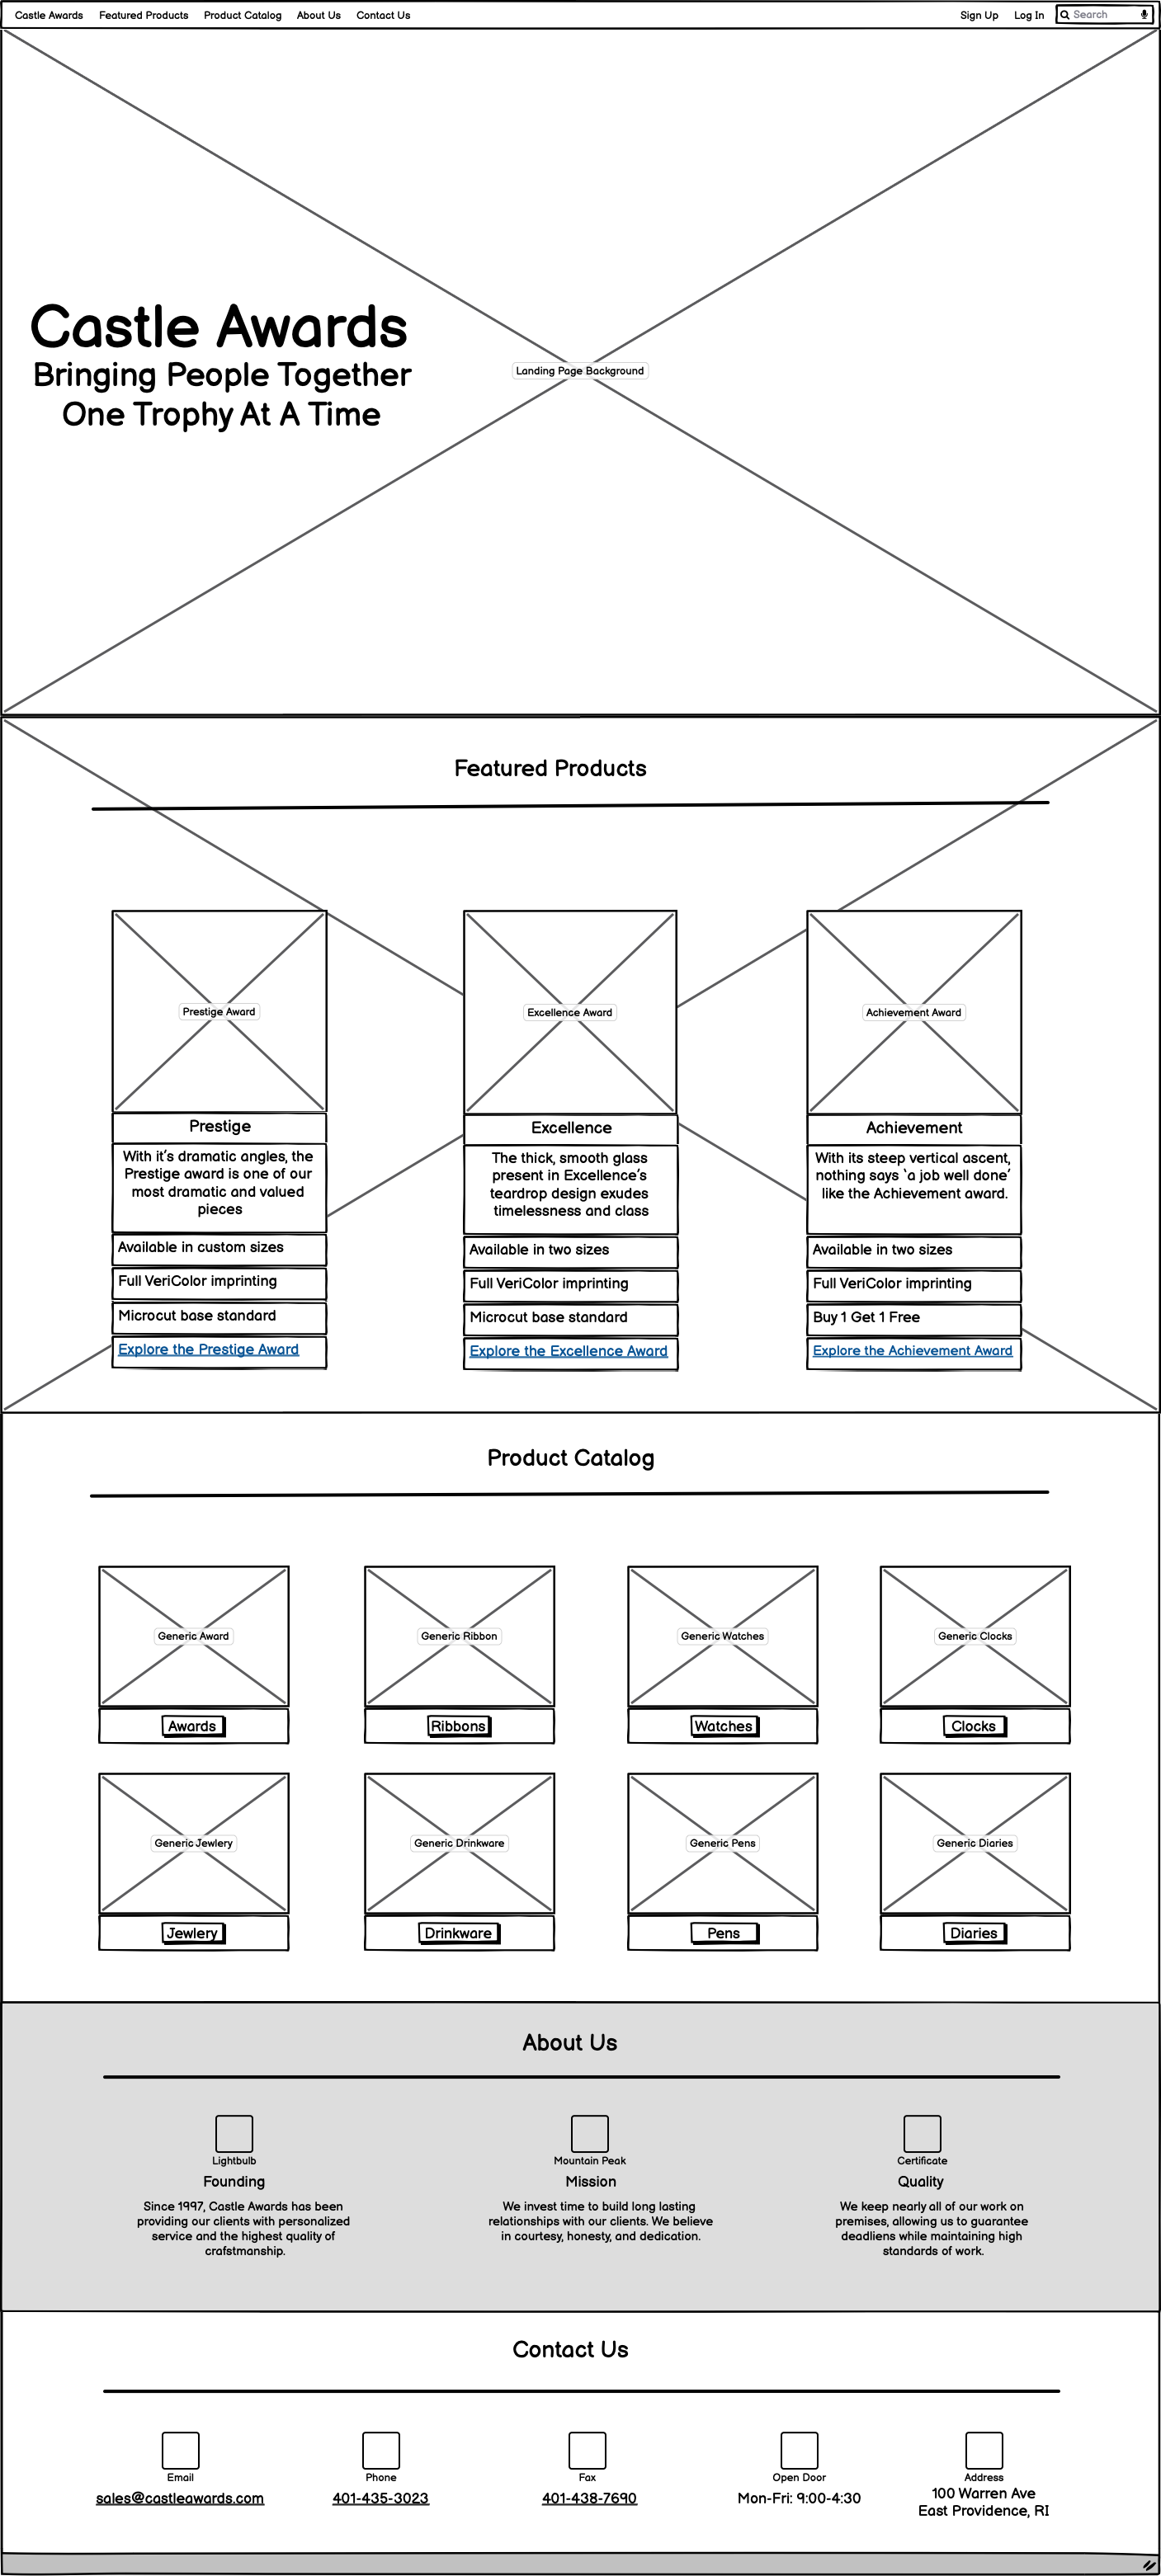 Castle Awards Featured Products Product Catalog About Us Contact Us Sign Up Log In Search
Castle Awards
Bringing People Together
One Trophy At A Time
Landing Page Background
Featured Products
Prestige Award
Excellence Award
Achievement Award
Prestige
With it's dramatic angles, the
Prestige award is one of our
most dramatic and valued
pieces
Available in custom sizes
Full VeriColor imprinting
Microcut base standard
Explore the Prestige Award
Excellence
The thick, smooth glass
present in Excellence's
teardrop design exudes
timelessness and class
Available in two sizes
Full VeriColor imprinting
Microcut base standard
Explore the Excellence Award
Achievement
With its steep vertical ascent,
nothing says 'a job well done'
like the Achievement award.
Available in two sizes
Full VeriColor imprinting
Buy 1 Get 1 Free
Explore the Achievement Award
Product Catalog
Generic Award
Generic Ribbon
Generic Watches
Generic Clocks
Awards
Ribbons
Watches
Clocks
Generic Jewlery
Generic Drinkware
Generic Pens
Generic Diaries
Jewlery
Drinkware
Pens
Diaries
About Us
Lightbulb
Founding
Since 1997, Castle Awards has been
providing our clients with personalized
service and the highest quality of
crafstmanship.
Mountain Peak
Mission
We invest time to build long lasting
relationships with our clients. We believe
in courtesy, honesty, and dedication.
Certificate
Quality
We keep nearly all of our work on
premises, allowing us to guarantee
deadliens while maintaining high
standards of work.
Contact Us
Email
sales@castleawards.com
Phone
401-435-3023
Fax
401-438-7690
Open Door
Mon-Fri: 9:00-4:30
Address
100 Warren Ave
East Providence, RI